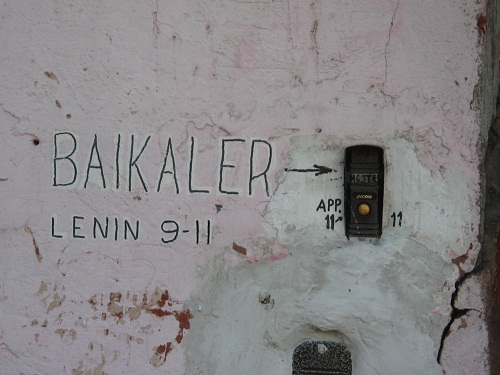 BAIKALER →
LENIN 9-11
APP.
11 11